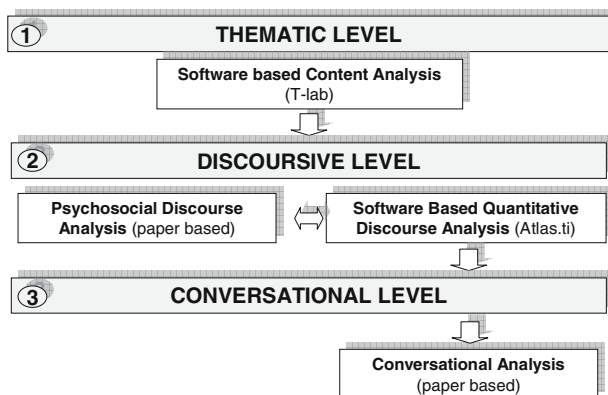 1 THEMATIC LEVEL
Software based Content Analysis
(T-lab)
2 DISCOURSIVE LEVEL
Psychosocial Discourse
Analysis (paper based)
Software Based Quantitative
Discourse Analysis (Atlas.ti)
3 CONVERSATIONAL LEVEL
Conversational Analysis
(paper based)